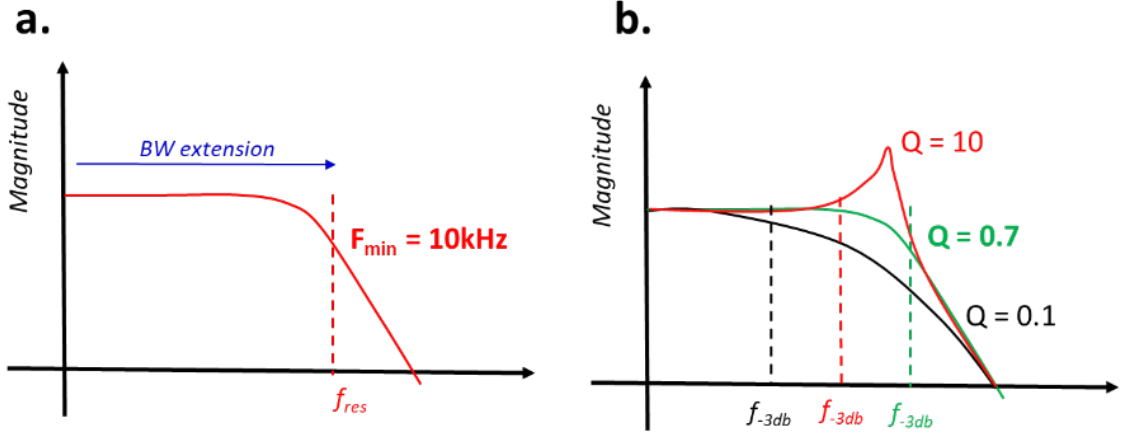 a.
Magnitude
BW extension
Fmin = 10kHz
fres
b.
Magnitude
Q = 10
Q = 0.7
Q = 0.1
f-3db
f-3db
f-3db